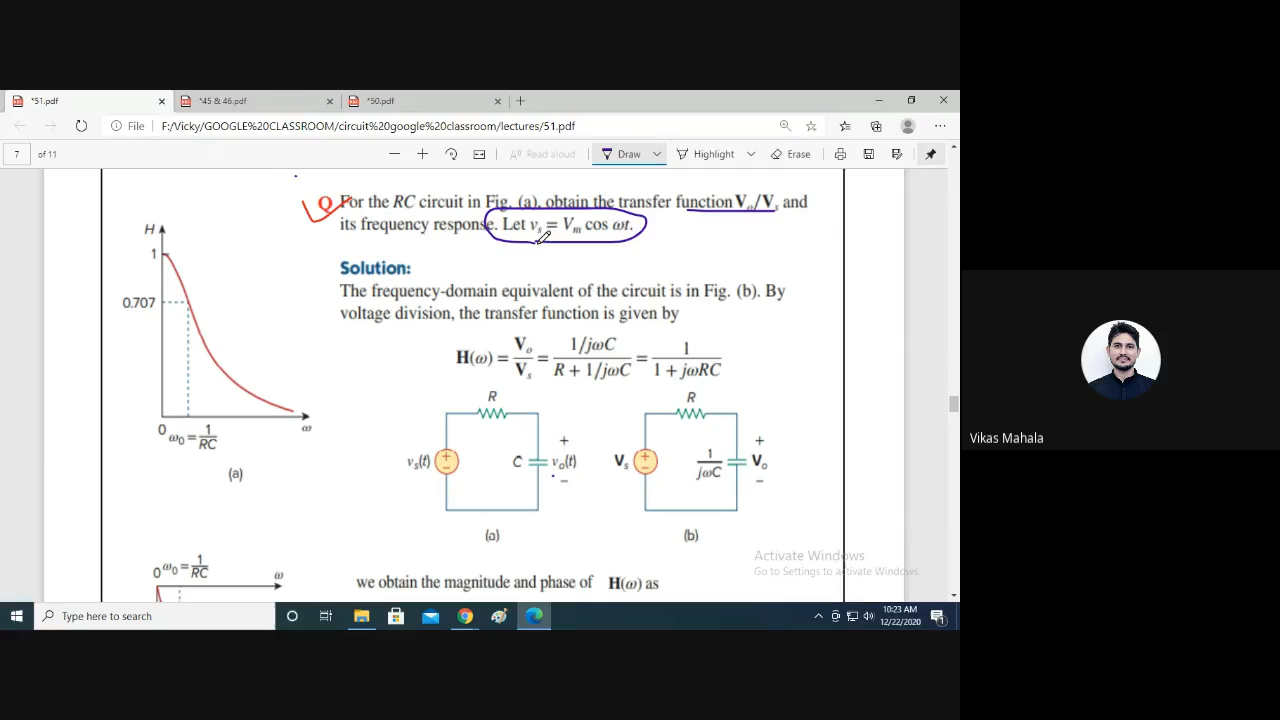 *51.pdf
*45 & 46.pdf
*50.pdf
File
F:/Vicky/GOOGLE%20CLASSROOM/circuit%20google%20classroom/lectures/51.pdf
7
of 11
Read aloud
Draw
Highlight
Erase
Q For the RC circuit in Fig. (a), obtain the transfer function Vo/Vs and
its frequency response. Let vs = Vm cos ωt.
H
1
0.707
0
ω0 = 1/RC
ω
(a)
Solution:
The frequency-domain equivalent of the circuit is in Fig. (b). By
voltage division, the transfer function is given by
H(ω) = Vo/Vs = (1/jωC)/(R + 1/jωC) = 1/(1 + jωRC)
R
vs(t)
+
−
C
+
vo(t)
−
(a)
R
Vs
+
−
1/jωC
+
Vo
−
(b)
0
ω0 = 1/RC
ω
we obtain the magnitude and phase of H(ω) as
Activate Windows
Go to Settings to activate Windows.
Type here to search
10:23 AM
12/22/2020
1
Vikas Mahala